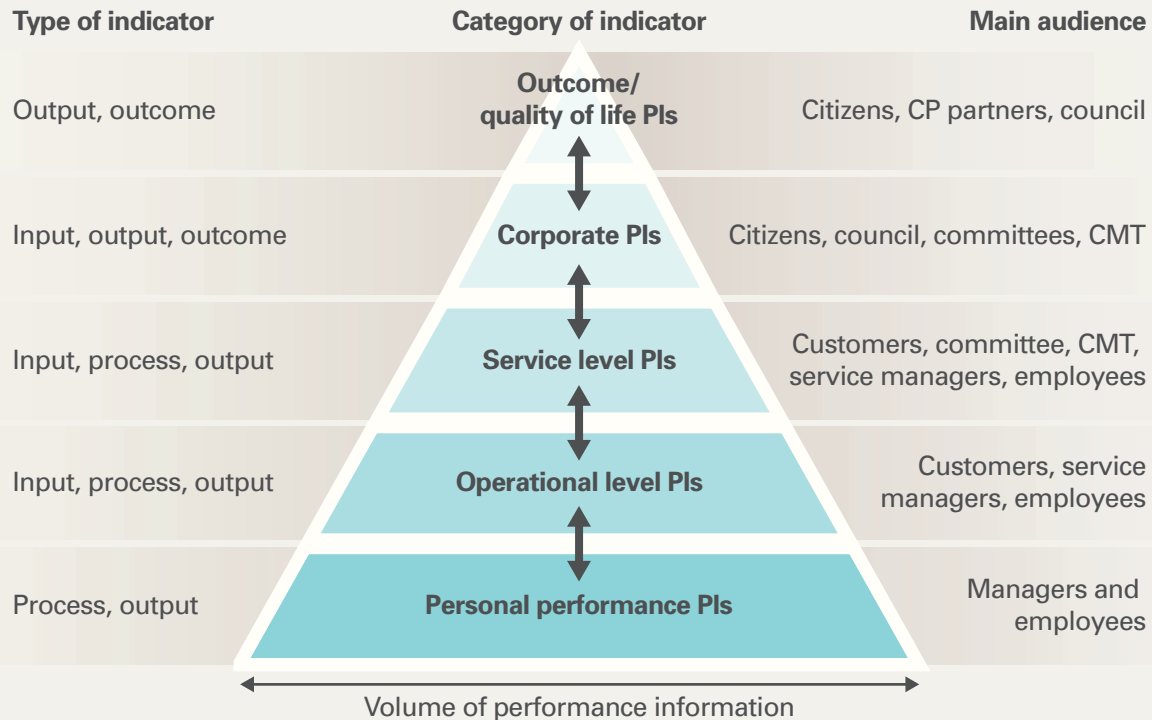 Type of indicator
Category of indicator
Main audience
Output, outcome
Outcome/
quality of life PIs
Citizens, CP partners, council
Input, output, outcome
Corporate PIs
Citizens, council, committees, CMT
Input, process, output
Service level PIs
Customers, committee, CMT,
service managers, employees
Input, process, output
Operational level PIs
Customers, service
managers, employees
Process, output
Personal performance PIs
Managers and
employees
Volume of performance information